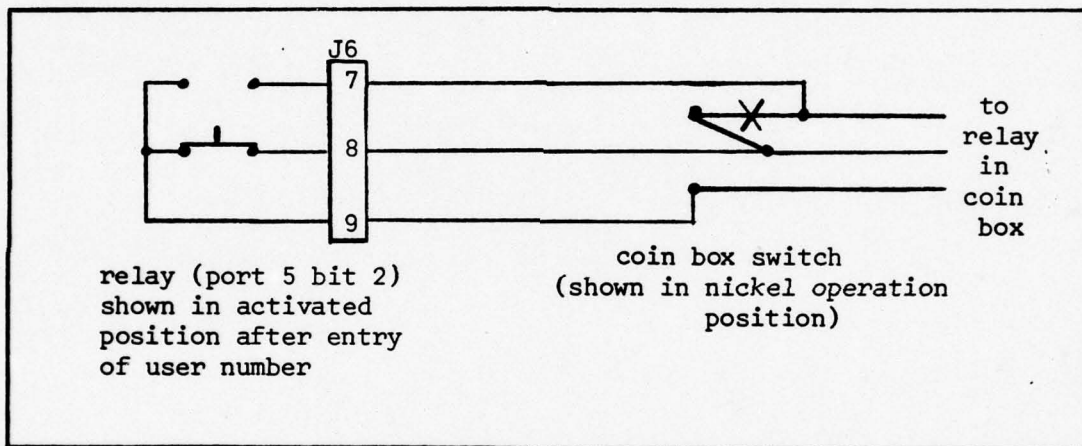 J6
7
8
9
to
relay
in
coin
box
relay (port 5 bit 2)
shown in activated
position after entry
of user number
coin box switch
(shown in nickel operation
position)